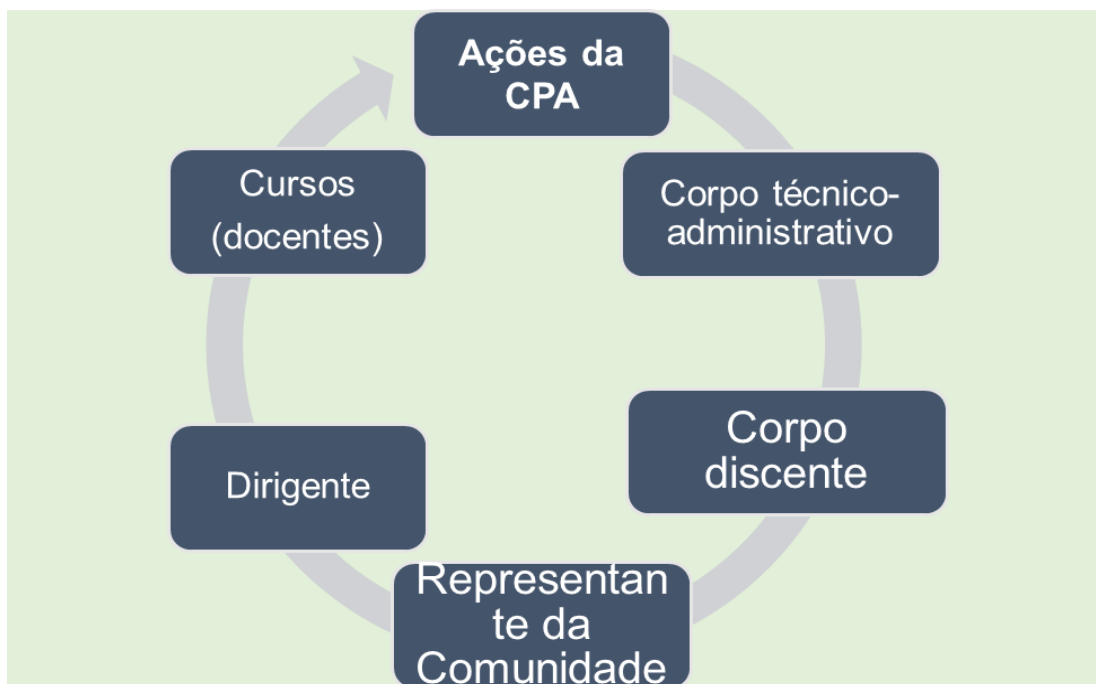 Ações da
CPA
Corpo técnico-
administrativo
Corpo
discente
Representan
te da
Comunidade
Dirigente
Cursos
(docentes)